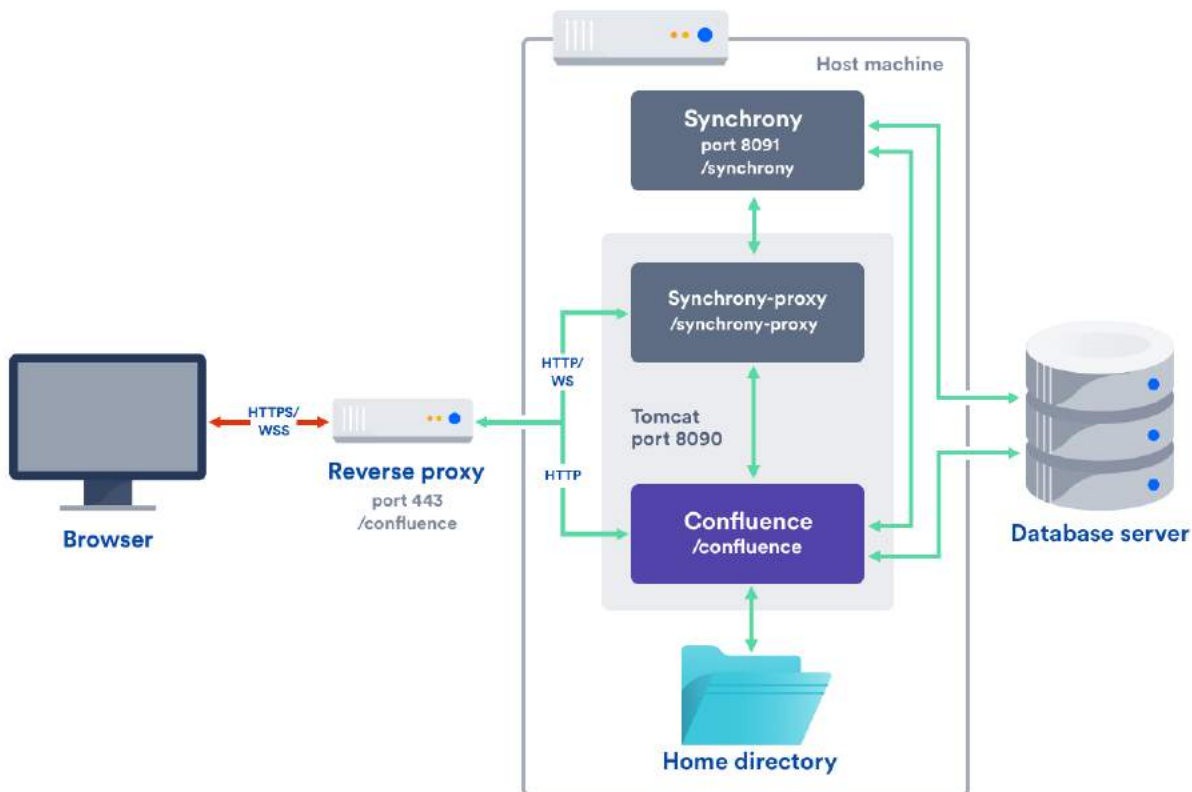 Host machine
Synchrony
port 8091
/synchrony
Synchrony-proxy
/synchrony-proxy
HTTP/
WS
Tomcat
port 8090
HTTPS/
WSS
HTTP
Reverse proxy
port 443
/confluence
Browser
Confluence
/confluence
Database server
Home directory